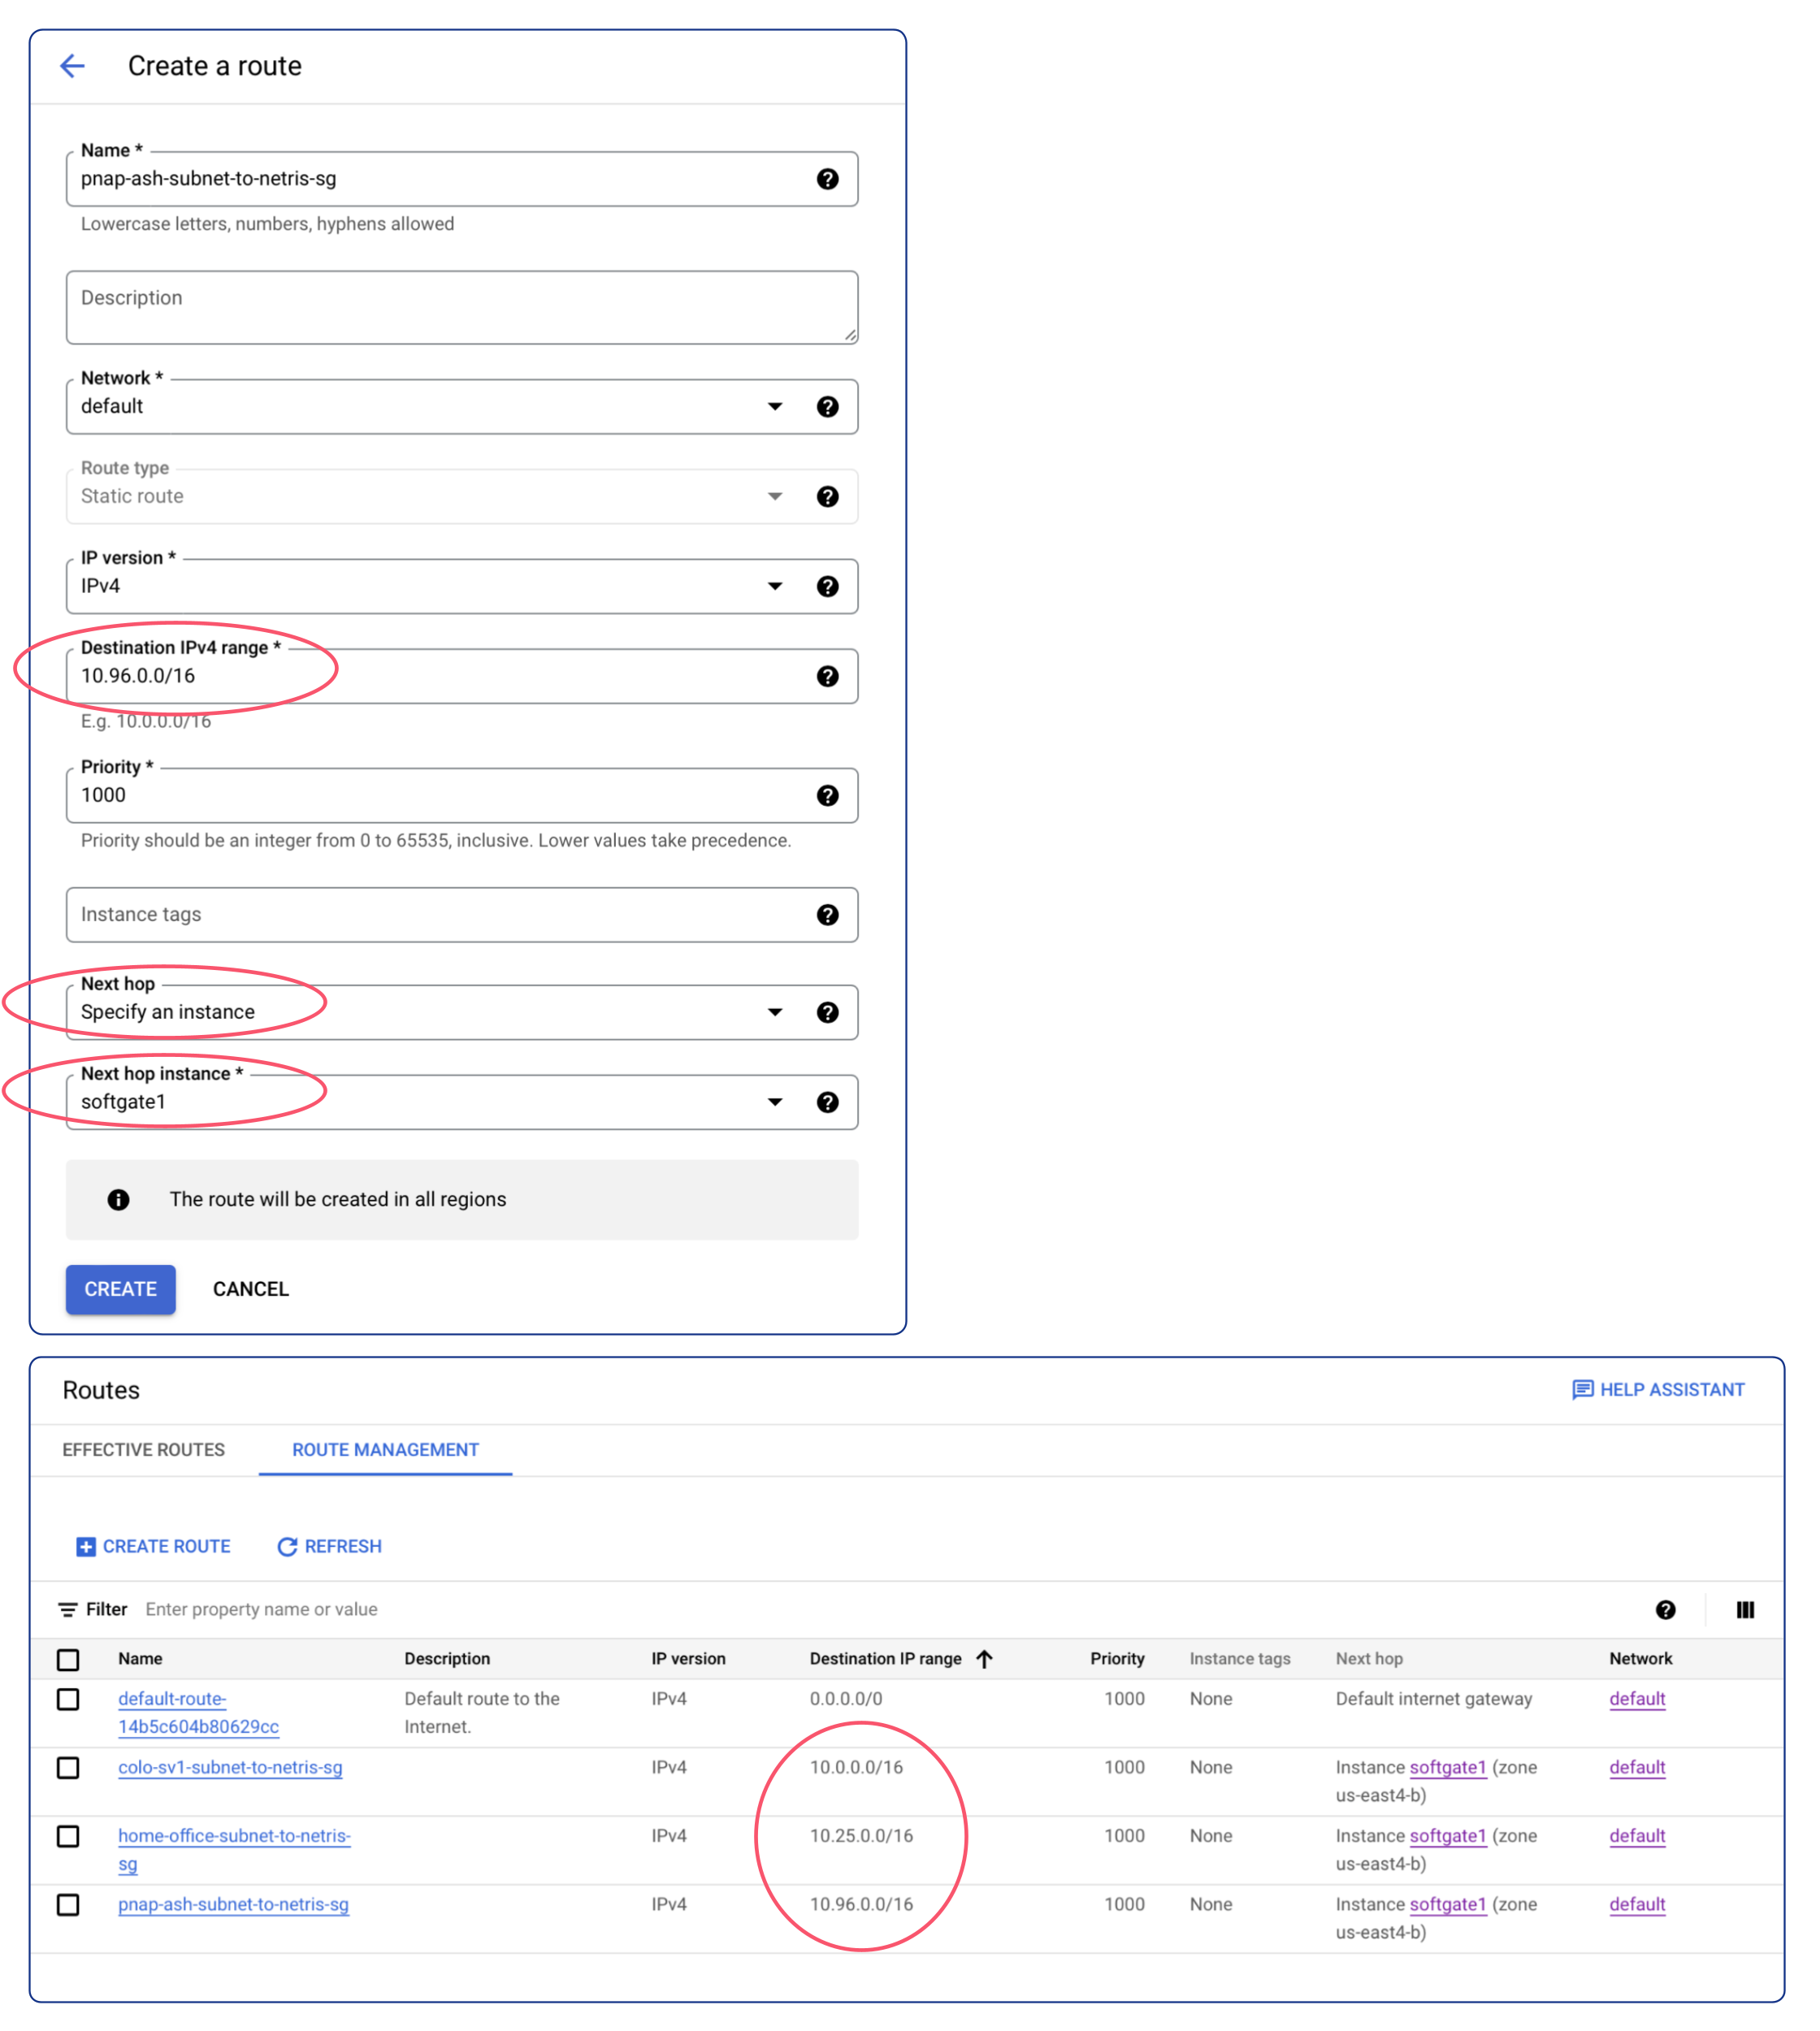 Create a route
Name *
pnap-ash-subnet-to-netris-sg
Lowercase letters, numbers, hyphens allowed
Description
Network *
default
Route type
Static route
IP version *
IPv4
Destination IPv4 range *
10.96.0.0/16
E.g. 10.0.0.0/16
Priority *
1000
Priority should be an integer from 0 to 65535, inclusive. Lower values take precedence.
Instance tags
Next hop
Specify an instance
Next hop instance *
softgate1
The route will be created in all regions
CREATE CANCEL
Routes HELP ASSISTANT
EFFECTIVE ROUTES ROUTE MANAGEMENT
CREATE ROUTE REFRESH
Filter Enter property name or value
Name Description IP version Destination IP range Priority Instance tags Next hop Network
default-route- Default route to the IPv4 0.0.0.0/0 1000 None Default internet gateway default
14b5c604b80629cc Internet.
colo-sv1-subnet-to-netris-sg IPv4 10.0.0.0/16 1000 None Instance softgate1 (zone default
us-east4-b)
home-office-subnet-to-netris- IPv4 10.25.0.0/16 1000 None Instance softgate1 (zone default
sg us-east4-b)
pnap-ash-subnet-to-netris-sg IPv4 10.96.0.0/16 1000 None Instance softgate1 (zone default
us-east4-b)